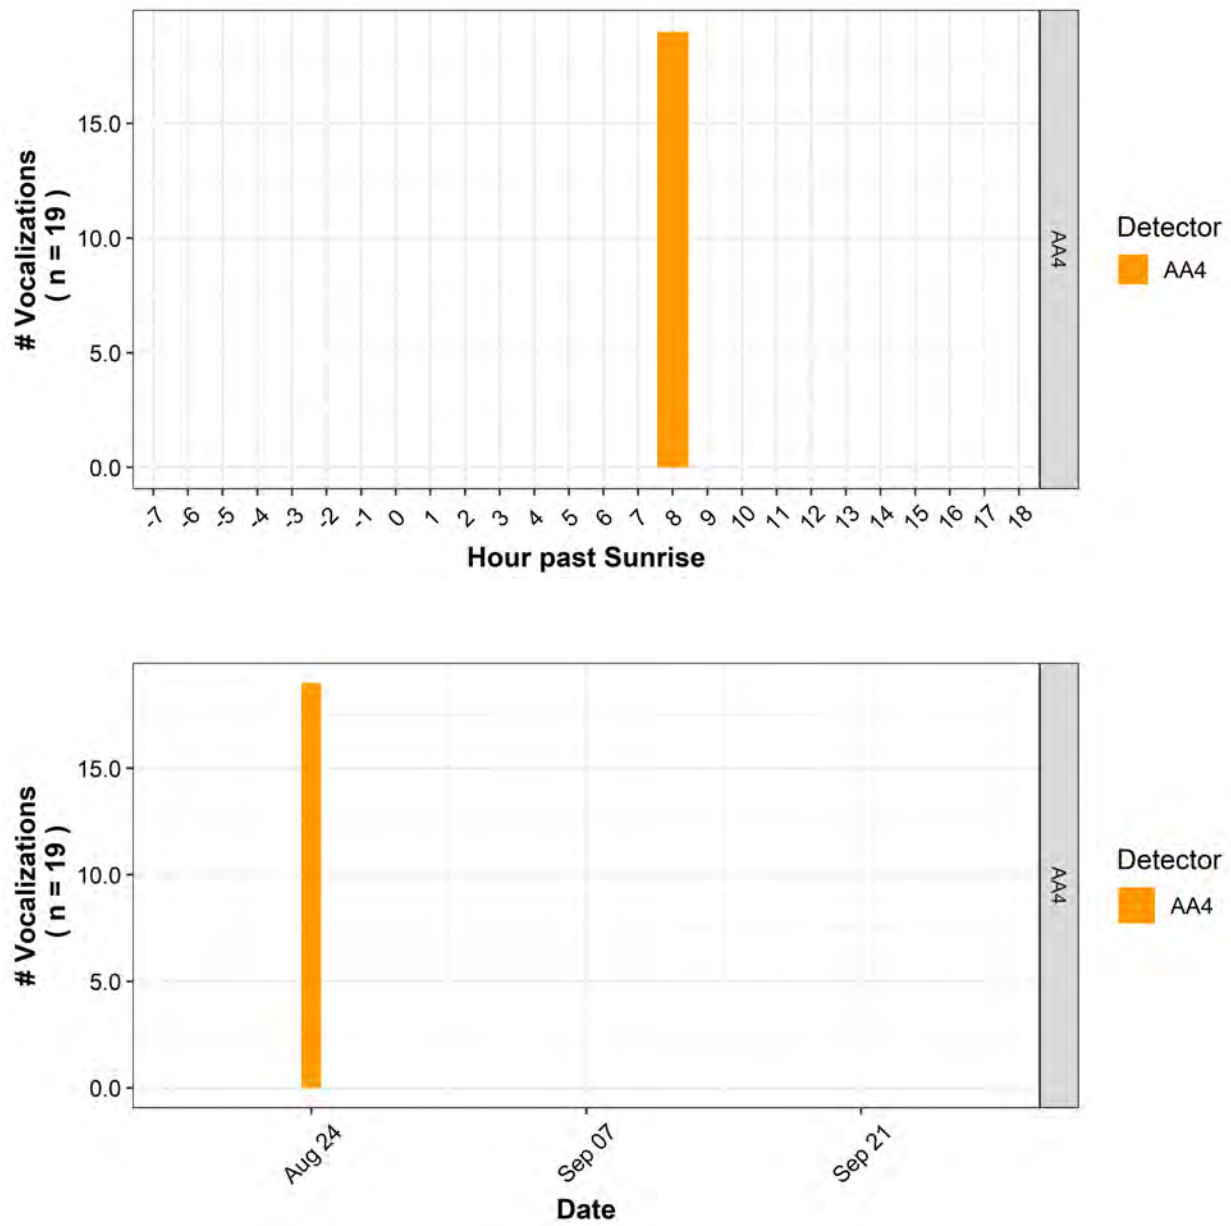 # Vocalizations
( n = 19 )
15.0
10.0
5.0
0.0
-7 -6 -5 -4 -3 -2 -1 0 1 2 3 4 5 6 7 8 9 10 11 12 13 14 15 16 17 18
Hour past Sunrise
AA4
Detector
AA4
# Vocalizations
( n = 19 )
15.0
10.0
5.0
0.0
Aug 24 Sep 07 Sep 21
Date
AA4
Detector
AA4